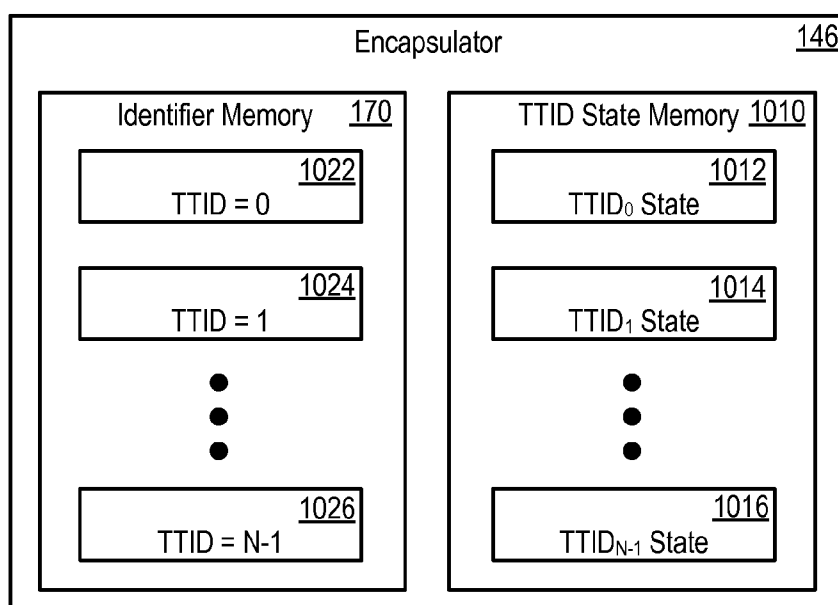 Encapsulator 146
Identifier Memory 170
1022
TTID = 0
1024
TTID = 1
1026
TTID = N-1
TTID State Memory 1010
1012
TTID₀ State
1014
TTID₁ State
1016
TTIDN-1 State